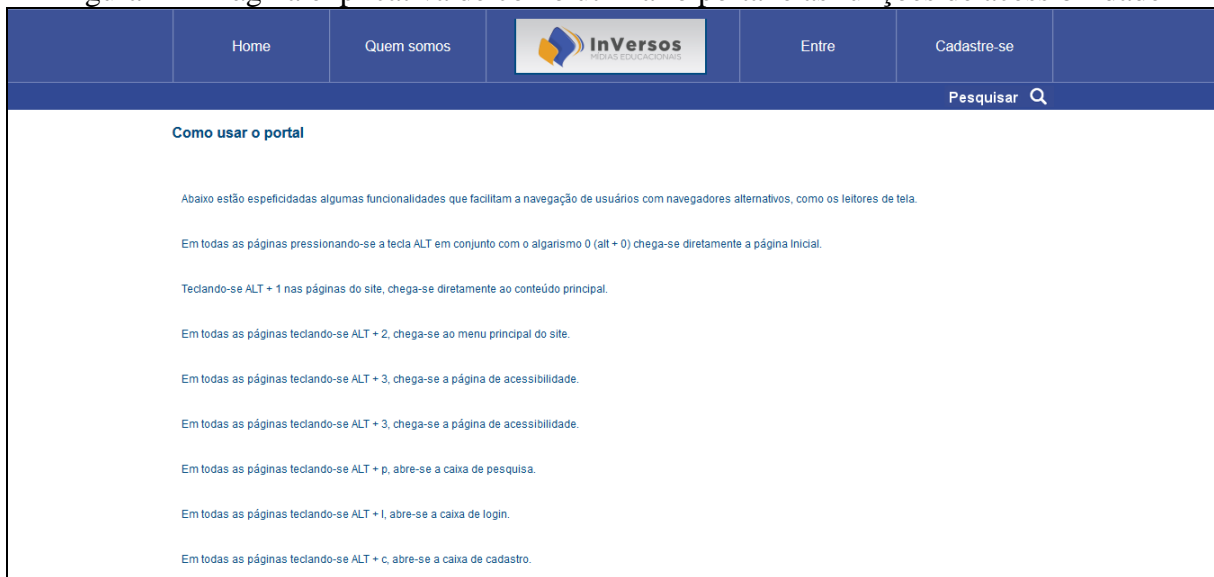 Home
Quem somos
InVersos
MÍDIAS EDUCACIONAIS
Entre
Cadastre-se
Pesquisar
Como usar o portal
Abaixo estão espeficidadas algumas funcionalidades que facilitam a navegação de usuários com navegadores alternativos, como os leitores de tela.
Em todas as páginas pressionando-se a tecla ALT em conjunto com o algarismo 0 (alt + 0) chega-se diretamente a página Inicial.
Teclando-se ALT + 1 nas páginas do site, chega-se diretamente ao conteúdo principal.
Em todas as páginas teclando-se ALT + 2, chega-se ao menu principal do site.
Em todas as páginas teclando-se ALT + 3, chega-se a página de acessibilidade.
Em todas as páginas teclando-se ALT + 3, chega-se a página de acessibilidade.
Em todas as páginas teclando-se ALT + p, abre-se a caixa de pesquisa.
Em todas as páginas teclando-se ALT + l, abre-se a caixa de login.
Em todas as páginas teclando-se ALT + c, abre-se a caixa de cadastro.